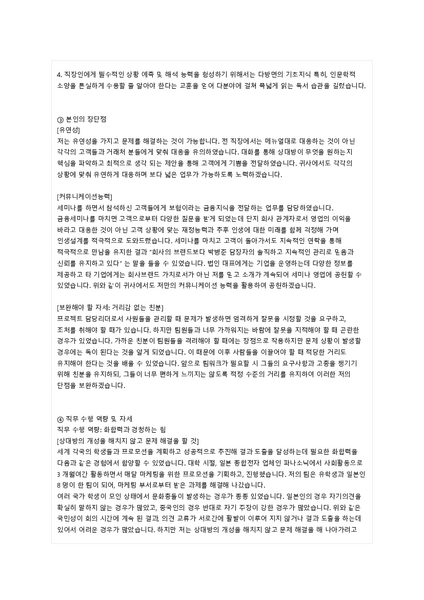 4. 직장인에게 필수적인 상황 예측 및 해석 능력을 형성하기 위해서는 다방면의 기초지식 특히, 인문학적
소양을 튼실하게 수용할 줄 알아야 한다는 교훈을 얻어 다분야에 걸쳐 폭넓게 읽는 독서 습관을 길렀습니다.
③ 본인의 장단점
[유연성]
저는 유연성을 가지고 문제를 해결하는 것이 가능합니다. 전 직장에서는 메뉴얼대로 대응하는 것이 아닌
각각의 고객들과 거래처 분들에게 맞춰 대응을 유의하였습니다. 대화를 통해 상대방이 무엇을 원하는지
핵심을 파악하고 최적으로 생각 되는 제안을 통해 고객에게 기쁨을 전달하였습니다. 귀사에서도 각각의
상황에 맞춰 유연하게 대응하며 보다 넓은 업무가 가능하도록 노력하겠습니다.
[커뮤니케이션능력]
세미나를 하면서 참석하신 고객들에게 보험이라는 금융지식을 전달하는 업무를 담당하였습니다.
금융세미나를 마치면 고객으로부터 다양한 질문을 받게 되었는데 단지 회사 관계자로서 영업의 이익을
바라고 대응한 것이 아닌 고객 상황에 맞는 재정능력과 추후 인생에 대한 미래를 함께 걱정해 가며
인생설계를 적극적으로 도와드렸습니다. 세미나를 마치고 고객이 돌아가서도 지속적인 연락을 통해
적극적으로 만남을 유지한 결과 "회사의 브랜드보다 박병준 담당자의 솔직하고 지속적인 관계로 믿음과
신뢰를 유지하고 있다" 는 말을 들을 수 있었습니다. 법인 대표에게는 기업을 운영하는데 다양한 정보를
제공하고 타 기업에게는 회사브랜드 가치로서가 아닌 저를 믿고 소개가 계속되어 세미나 영업에 공헌할 수
있었습니다. 위와 같이 귀사에서도 저만의 커뮤니케이션 능력을 활용하여 공헌하겠습니다.
[보완해야 할 자세: 거리감 없는 친분]
프로젝트 담당리더로서 사원들을 관리할 때 문제가 발생하면 엄격하게 잘못을 시정할 것을 요구하고,
조처를 취해야 할 때가 있습니다. 하지만 팀원들과 너무 가까워지는 바람에 잘못을 지적해야 할 때 곤란한
경우가 있었습니다. 가까운 친분이 팀원들을 격려해야 할 때에는 장점으로 작용하지만 문제 상황이 발생할
경우에는 독이 된다는 것을 알게 되었습니다. 이 때문에 이후 사람들을 이끌어야 할 때 적당한 거리도
유지해야 한다는 것을 배울 수 있었습니다. 앞으로 팀워크가 필요할 시 그들의 요구사항과 고충을 챙기기
위해 친분을 유지하되, 그들이 너무 편하게 느끼지는 않도록 적정 수준의 거리를 유지하여 이러한 저의
단점을 보완하겠습니다.
④ 직무 수행 역량 및 자세
직무 수행 역량: 화합력과 경청하는 힘
[상대방의 개성을 해치지 않고 문제 해결을 할 것]
세계 각국의 학생들과 프로모션을 계획하고 성공적으로 추진해 결과 도출을 달성하는데 필요한 화합력을
다음과 같은 경험에서 함양할 수 있었습니다. 대학 시절, 일본 종합전자 업체인 파나소닉에서 사회활동으로
3 개월여간 활동하면서 매달 마케팅을 위한 프로모션을 기획하고, 진행했습니다. 저의 팀은 유학생과 일본인
8 명이 한 팀이 되어, 마케팅 부서로부터 받은 과제를 해결해 나갔습니다.
여러 국가 학생이 모인 상태에서 문화충돌이 발생하는 경우가 종종 있었습니다. 일본인의 경우 자기의견을
확실히 말하지 않는 경우가 많았고, 중국인의 경우 반대로 자기 주장이 강한 경우가 많았습니다. 위와 같은
국민성이 회의 시간에 계속 된 결과, 의견 교류가 서로간에 활발이 이루어 지지 않거나 결과 도출을 하는데
있어서 어려운 경우가 많았습니다. 하지만 저는 상대방의 개성을 해치지 않고 문제 해결을 해 나아가려고